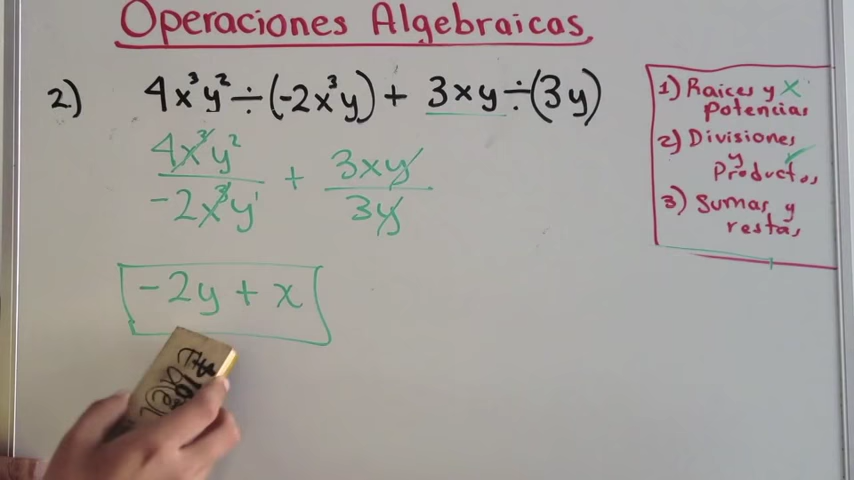 Operaciones Algebraicas
2) 4x³y² ÷ (-2x³y) + 3xy ÷ (3y)
4x³y² / -2x³y¹ + 3xy / 3y
-2y + x
1) Raices y x
potencias
2) Divisiones
y
Productos ✓
3) Sumas y
restas